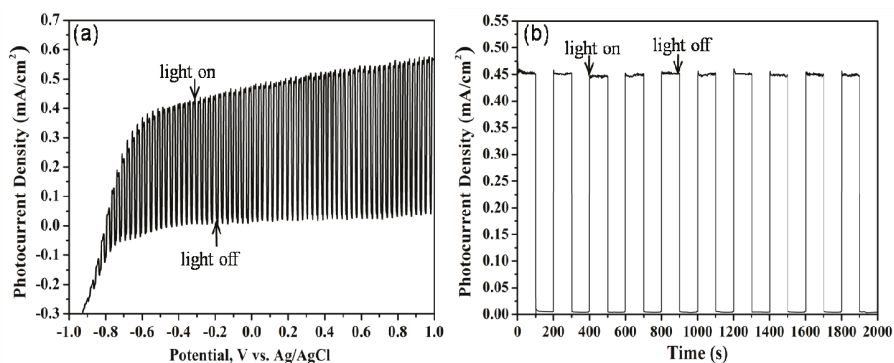 (a)
light on
light off
Photocurrent Density (mA/cm²)
0.7
0.6
0.5
0.4
0.3
0.2
0.1
0.0
-0.1
-0.2
-0.3
-1.0 -0.8 -0.6 -0.4 -0.2 0.0 0.2 0.4 0.6 0.8 1.0
Potential, V vs. Ag/AgCl
(b)
light on light off
Photocurrent Density (mA/cm²)
0.55
0.50
0.45
0.40
0.35
0.30
0.25
0.20
0.15
0.10
0.05
0.00
0 200 400 600 800 1000 1200 1400 1600 1800 2000
Time (s)